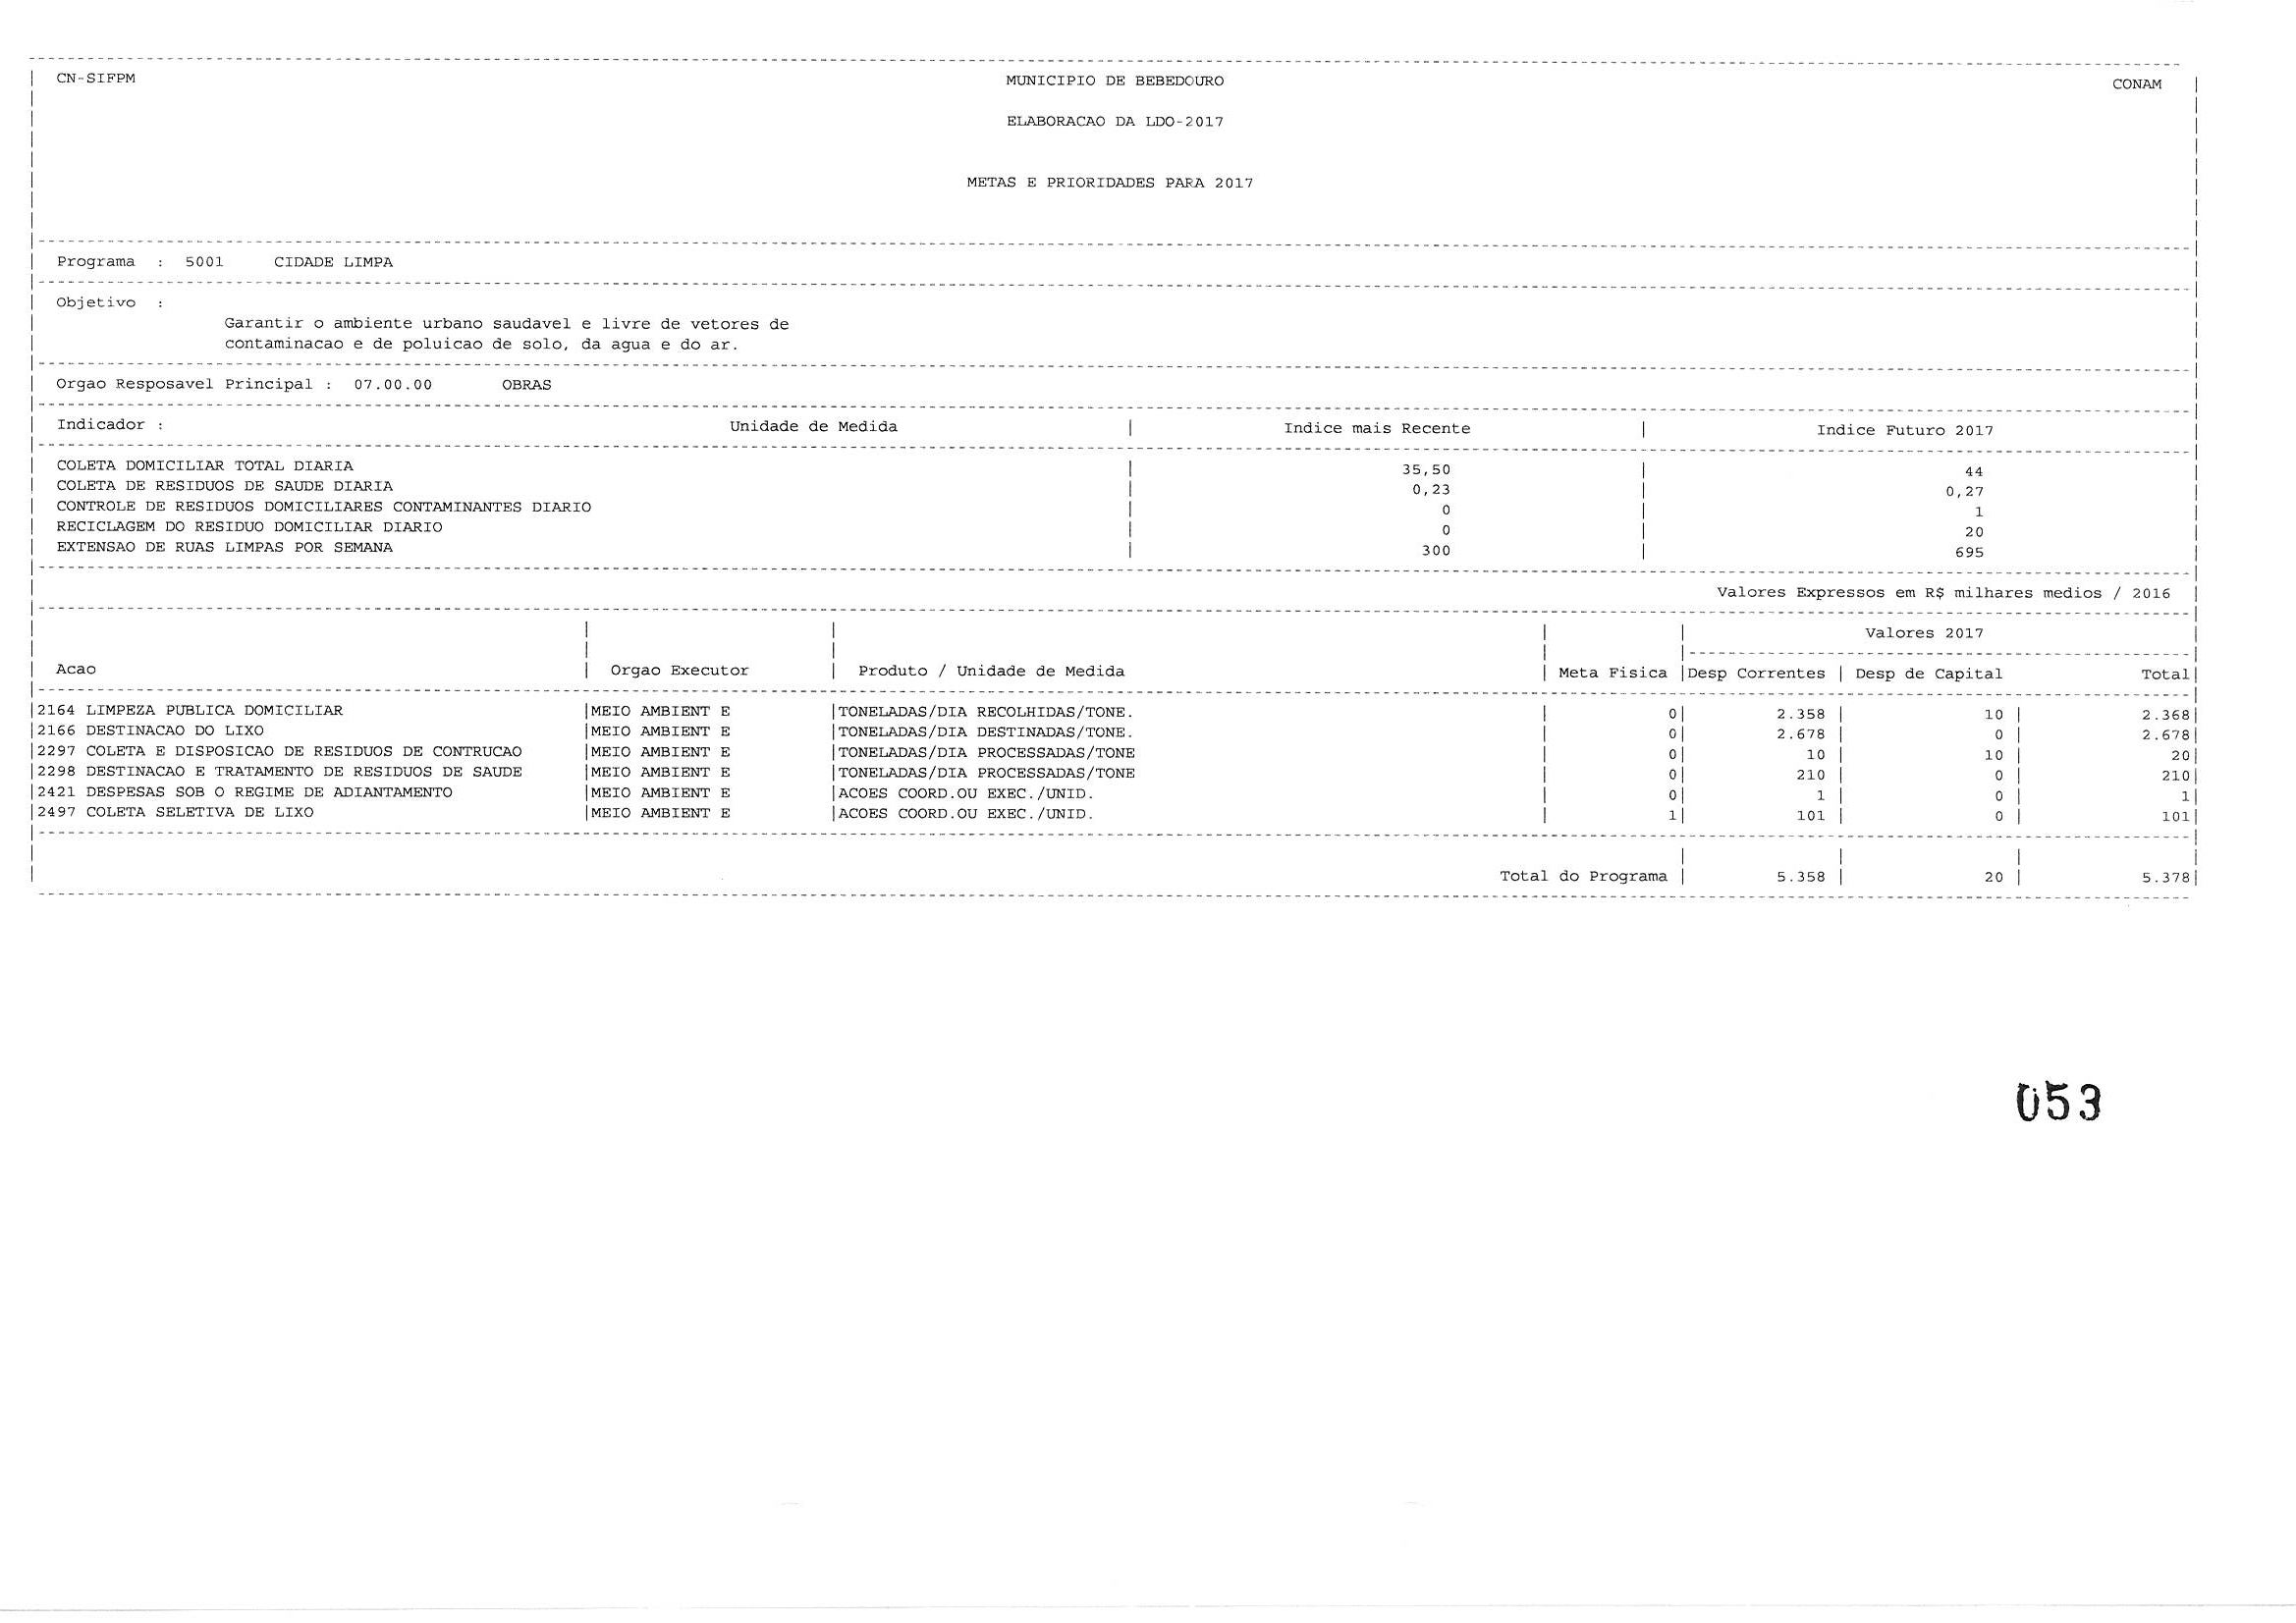 CN-SIFPM MUNICIPIO DE BEBEDOURO CONAM
ELABORACAO DA LDO-2017
METAS E PRIORIDADES PARA 2017
Programa : 5001 CIDADE LIMPA
Objetivo :
Garantir o ambiente urbano saudavel e livre de vetores de
contaminacao e de poluicao de solo, da agua e do ar.
Orgao Resposavel Principal : 07.00.00 OBRAS
Indicador : Unidade de Medida | Indice mais Recente | Indice Futuro 2017
COLETA DOMICILIAR TOTAL DIARIA | 35,50 | 44
COLETA DE RESIDUOS DE SAUDE DIARIA | 0,23 | 0,27
CONTROLE DE RESIDUOS DOMICILIARES CONTAMINANTES DIARIO | 0 | 1
RECICLAGEM DO RESIDUO DOMICILIAR DIARIO | 0 | 20
EXTENSAO DE RUAS LIMPAS POR SEMANA | 300 | 695
Valores Expressos em R$ milhares medios / 2016
Valores 2017
Acao | Orgao Executor | Produto / Unidade de Medida | Meta Fisica |Desp Correntes | Desp de Capital Total|
|2164 LIMPEZA PUBLICA DOMICILIAR |MEIO AMBIENT E |TONELADAS/DIA RECOLHIDAS/TONE. | 0| 2.358 | 10 | 2.368|
|2166 DESTINACAO DO LIXO |MEIO AMBIENT E |TONELADAS/DIA DESTINADAS/TONE. | 0| 2.678 | 0 | 2.678|
|2297 COLETA E DISPOSICAO DE RESIDUOS DE CONTRUCAO |MEIO AMBIENT E |TONELADAS/DIA PROCESSADAS/TONE | 0| 10 | 10 | 20|
|2298 DESTINACAO E TRATAMENTO DE RESIDUOS DE SAUDE |MEIO AMBIENT E |TONELADAS/DIA PROCESSADAS/TONE | 0| 210 | 0 | 210|
|2421 DESPESAS SOB O REGIME DE ADIANTAMENTO |MEIO AMBIENT E |ACOES COORD.OU EXEC./UNID. | 0| 1 | 0 | 1|
|2497 COLETA SELETIVA DE LIXO |MEIO AMBIENT E |ACOES COORD.OU EXEC./UNID. | 1| 101 | 0 | 101|
Total do Programa | 5.358 | 20 | 5.378|
053